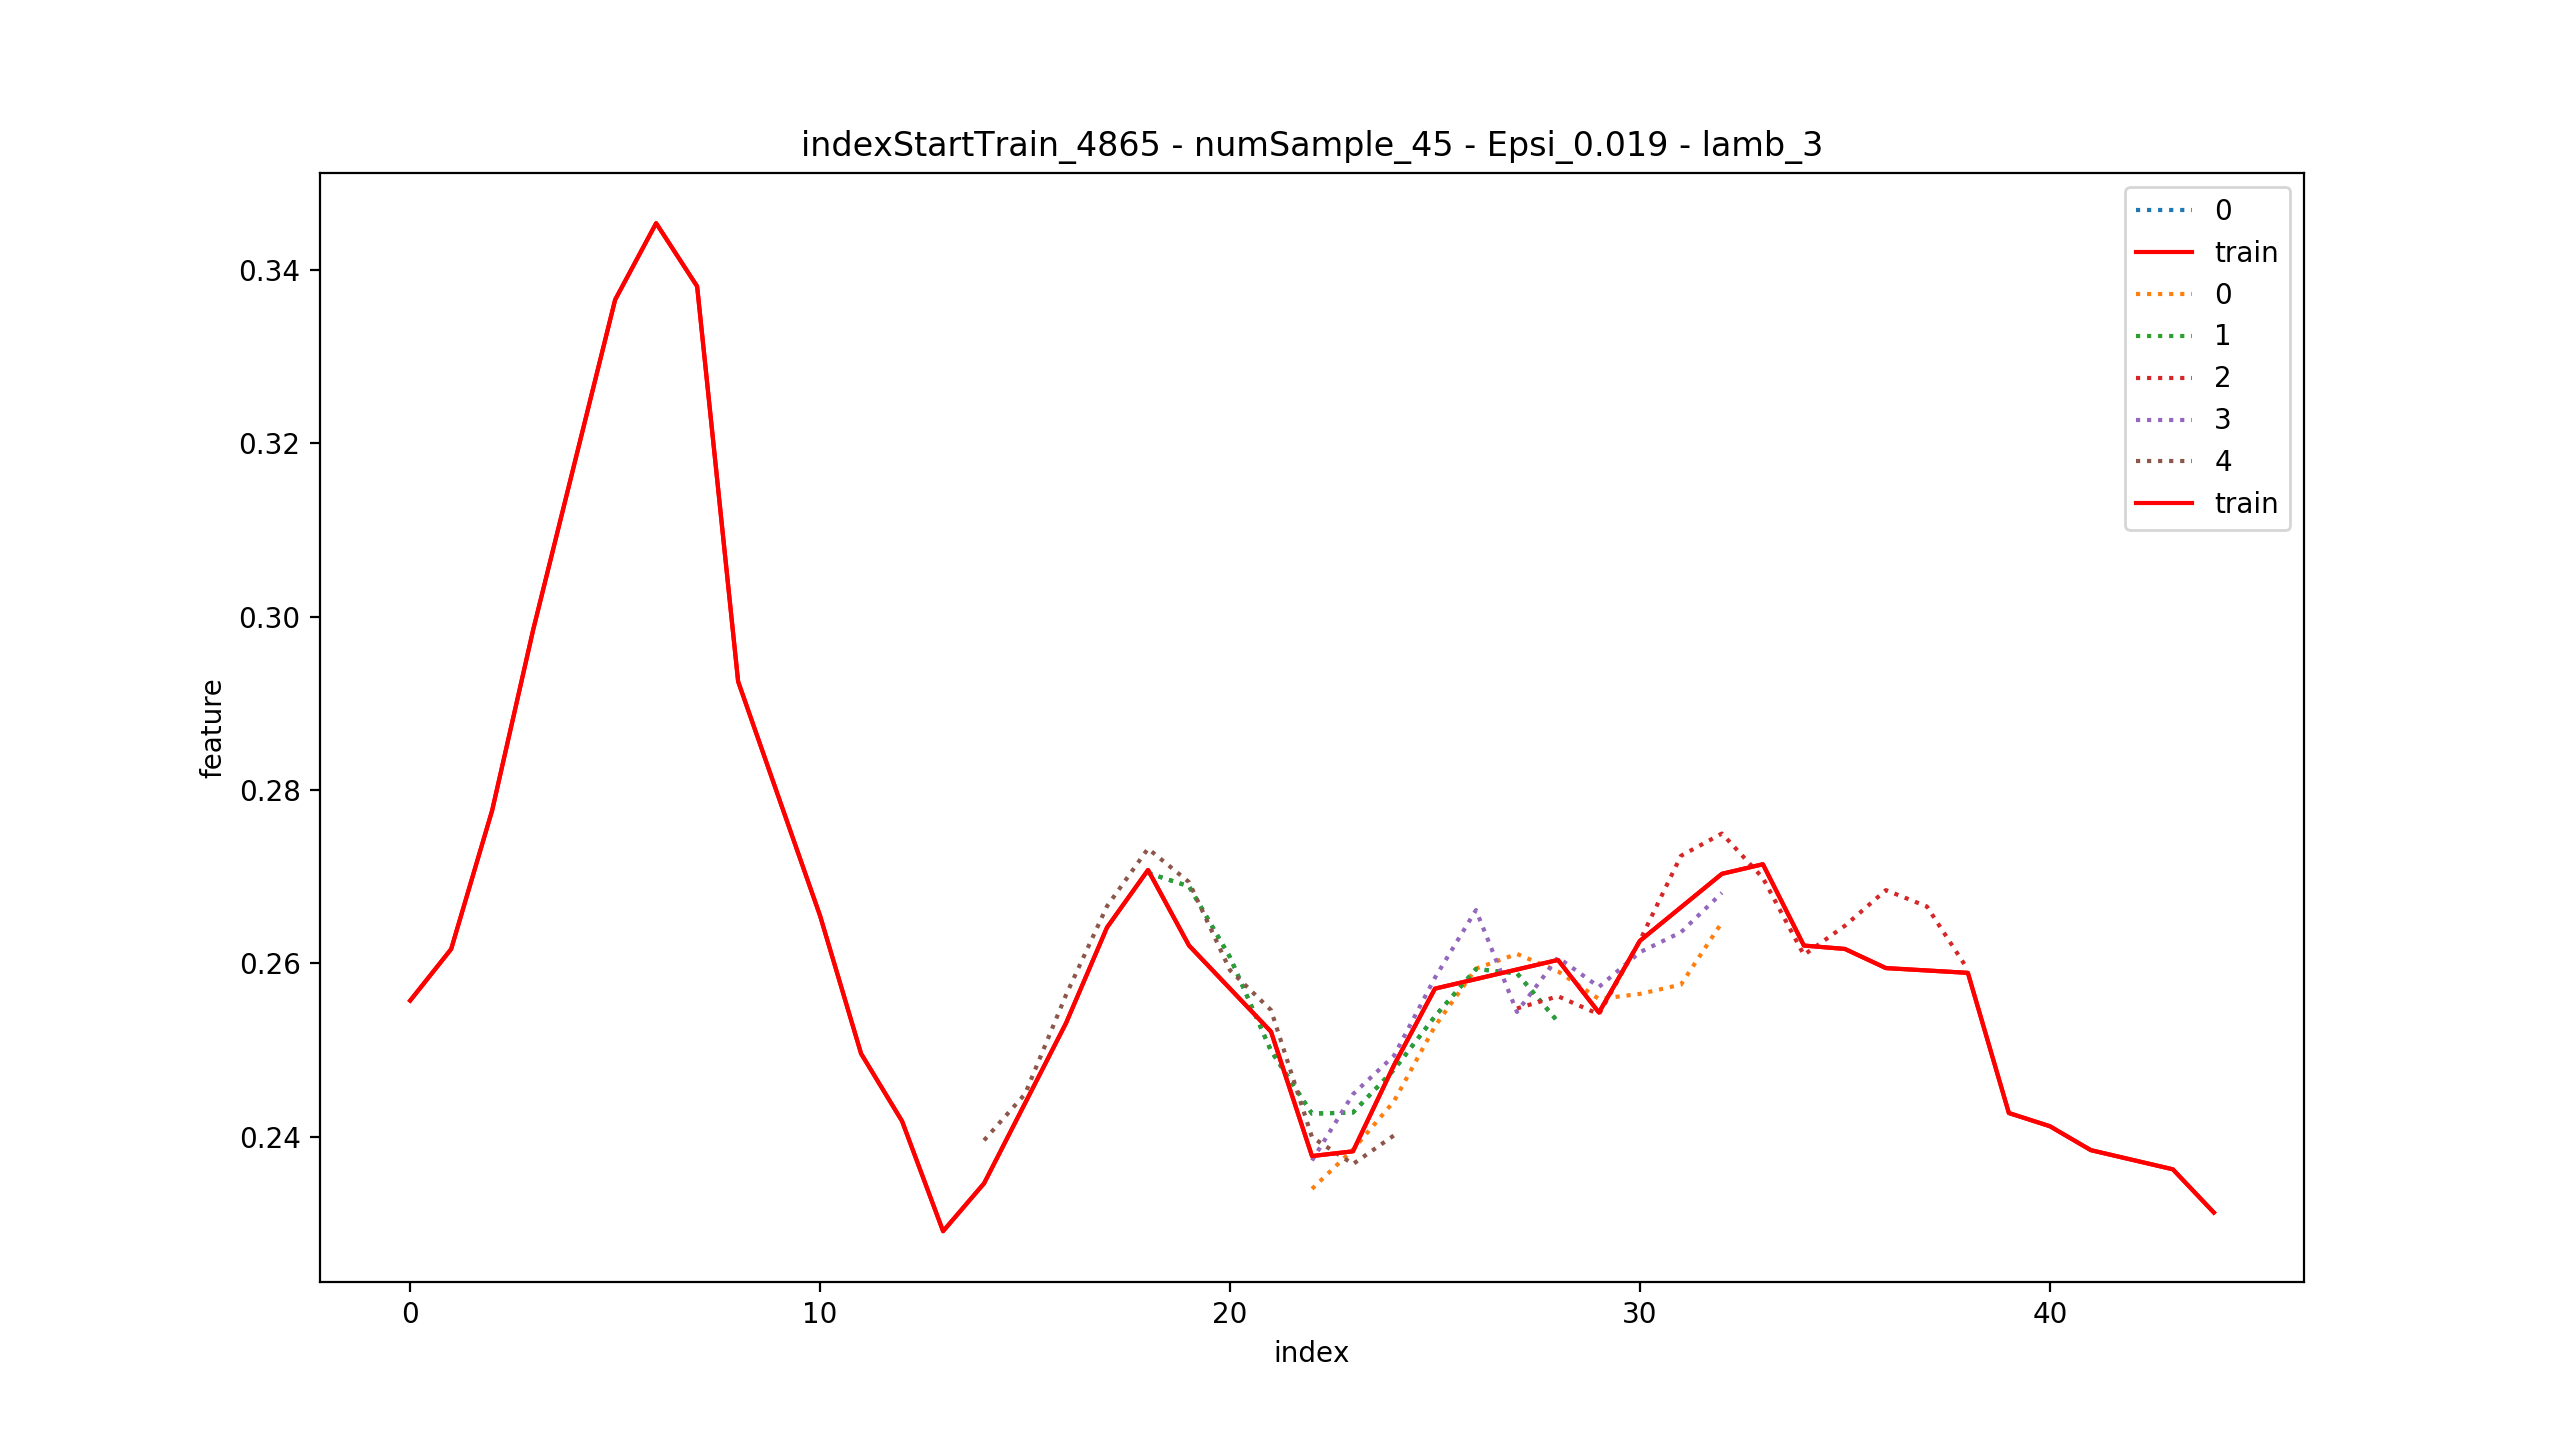 indexStartTrain_4865 - numSample_45 - Epsi_0.019 - lamb_3
0
train
0
1
2
3
4
train
0.34
0.32
0.30
0.28
0.26
0.24
feature
0 10 20 30 40
index